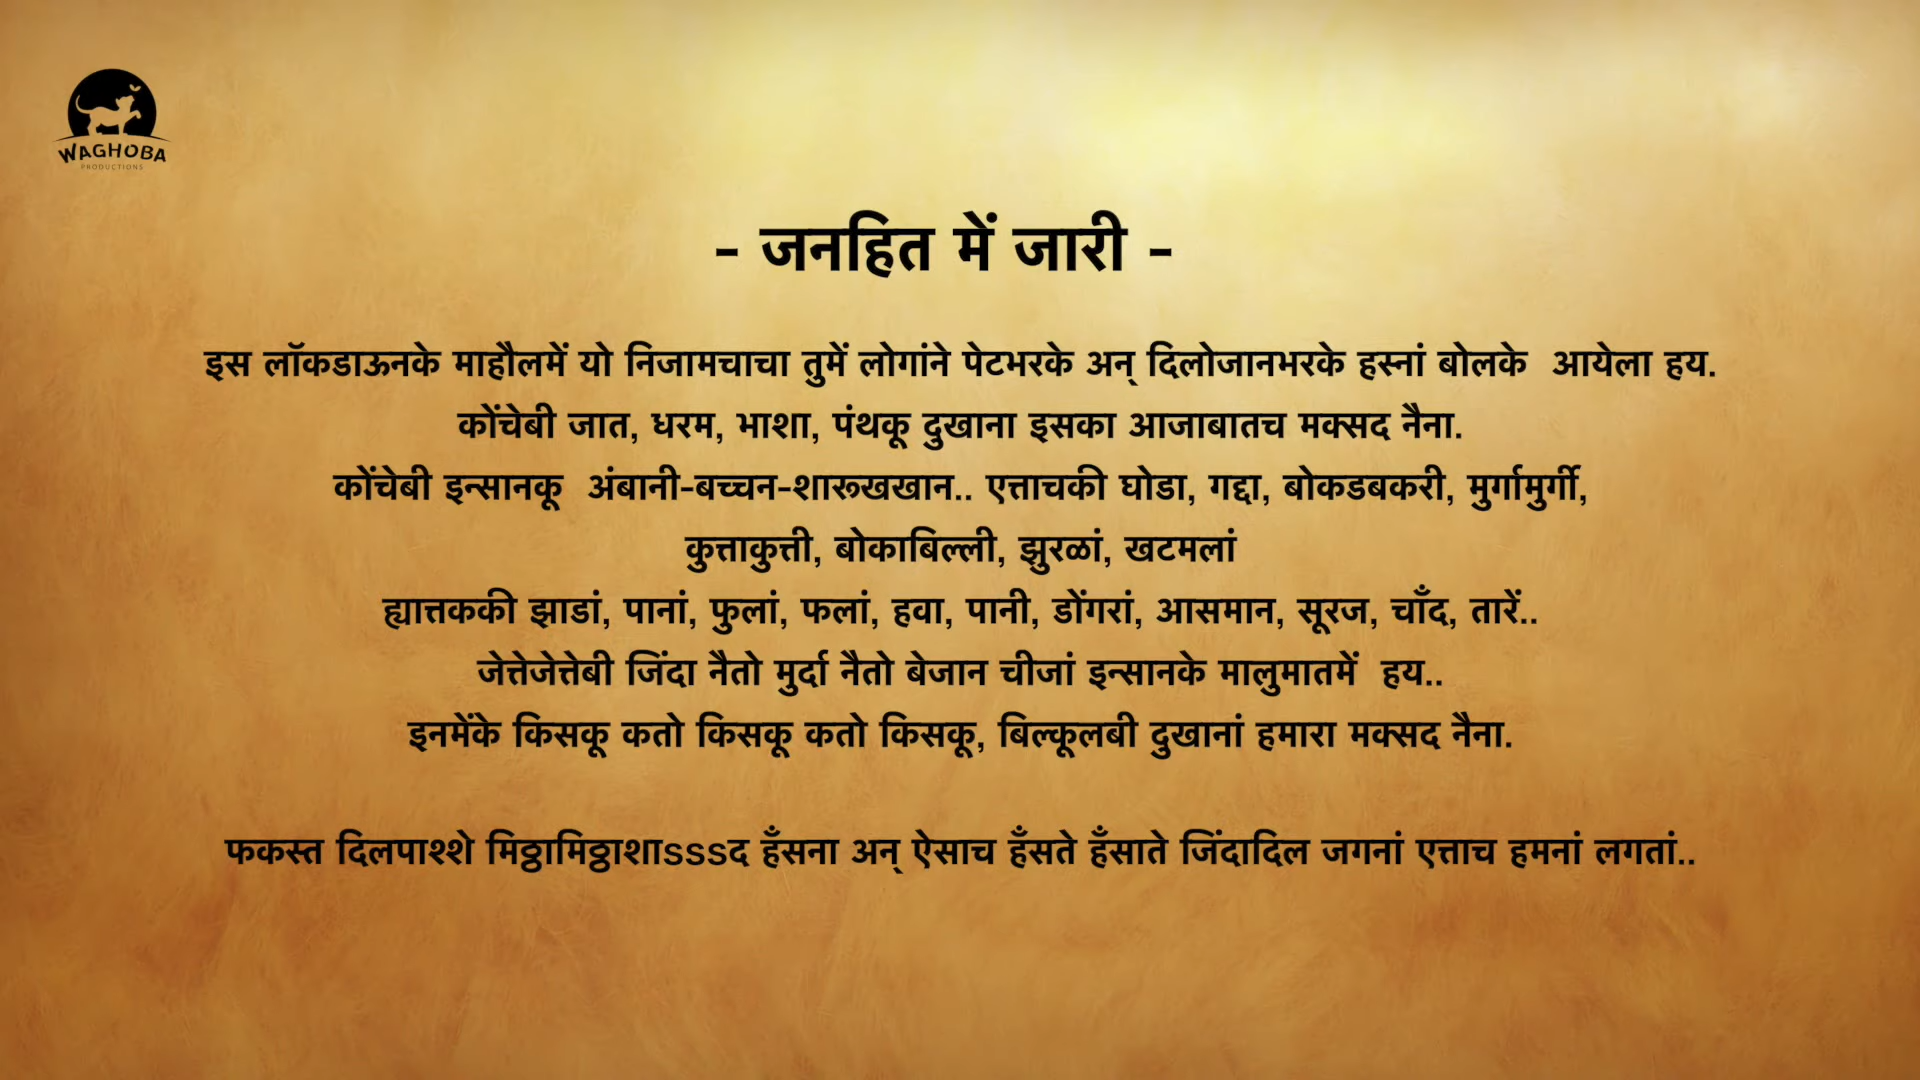 WAGHOBA
PRODUCTIONS
- जनहित में जारी -
इस लॉकडाऊनके माहौलमें यो निजामचाचा तुमें लोगांने पेटभरके अन् दिलोजानभरके हस्नां बोलके  आयेला हय.
कोंचेबी जात, धरम, भाशा, पंथकू दुखाना इसका आजाबातच मक्सद नैना.
कोंचेबी इन्सानकू  अंबानी-बच्चन-शारूखखान.. एत्ताचकी घोडा, गद्दा, बोकडबकरी, मुर्गामुर्गी,
कुत्ताकुत्ती, बोकाबिल्ली, झुरळां, खटमलां
ह्यात्तककी झाडां, पानां, फुलां, फलां, हवा, पानी, डोंगरां, आसमान, सूरज, चाँद, तारें..
जेत्तेजेत्तेबी जिंदा नैतो मुर्दा नैतो बेजान चीजां इन्सानके मालुमातमें  हय..
इनमेंके किसकू कतो किसकू कतो किसकू, बिल्कूलबी दुखानां हमारा मक्सद नैना.
फकस्त दिलपाश्शे मिठ्ठामिठ्ठाशाsssद हँसना अन् ऐसाच हँसते हँसाते जिंदादिल जगनां एत्ताच हमनां लगतां..